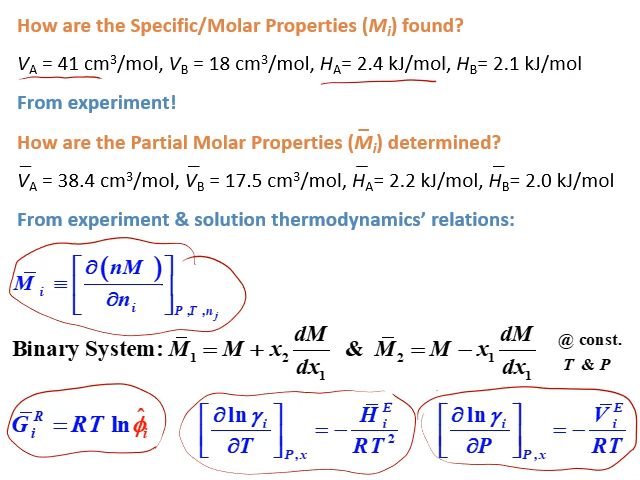 How are the Specific/Molar Properties (Mᵢ) found?
V_A = 41 cm³/mol, V_B = 18 cm³/mol, H_A= 2.4 kJ/mol, H_B= 2.1 kJ/mol
From experiment!
How are the Partial Molar Properties (M̄ᵢ) determined?
V̄_A = 38.4 cm³/mol, V̄_B = 17.5 cm³/mol, H̄_A= 2.2 kJ/mol, H̄_B= 2.0 kJ/mol
From experiment & solution thermodynamics’ relations:
M̄ᵢ ≡ [∂(nM)/∂nᵢ]_P,T,nⱼ
Binary System: M̄₁ = M + x₂ dM/dx₁ & M̄₂ = M − x₁ dM/dx₁ @ const. T & P
Ḡᵢᴿ = RT ln φ̂ᵢ [∂ln γᵢ/∂T]_P,x = − H̄ᵢᴱ/RT² [∂ln γᵢ/∂P]_P,x = − V̄ᵢᴱ/RT